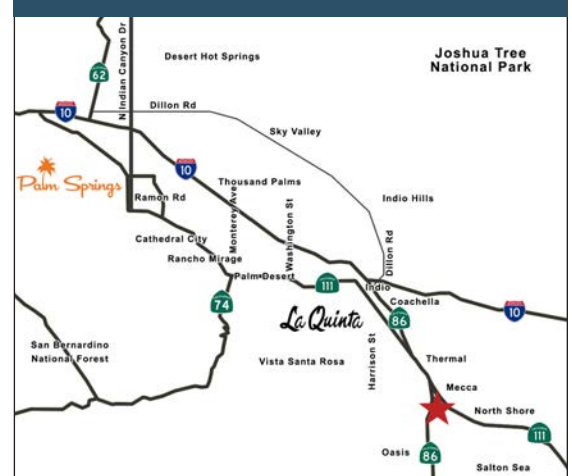 Joshua Tree
National Park
Desert Hot Springs
N Indian Canyon Dr
62
10
Dillon Rd
Sky Valley
10
Palm Springs
Thousand Palms
Ramon Rd
Indio Hills
Monterey Ave
Washington St
Cathedral City
Dillon Rd
Rancho Mirage
Palm Desert
111
Indio
Coachella
74
10
La Quinta
86
San Bernardino
National Forest
Vista Santa Rosa
Harrison St
Thermal
Mecca
North Shore
111
Oasis
86
Salton Sea